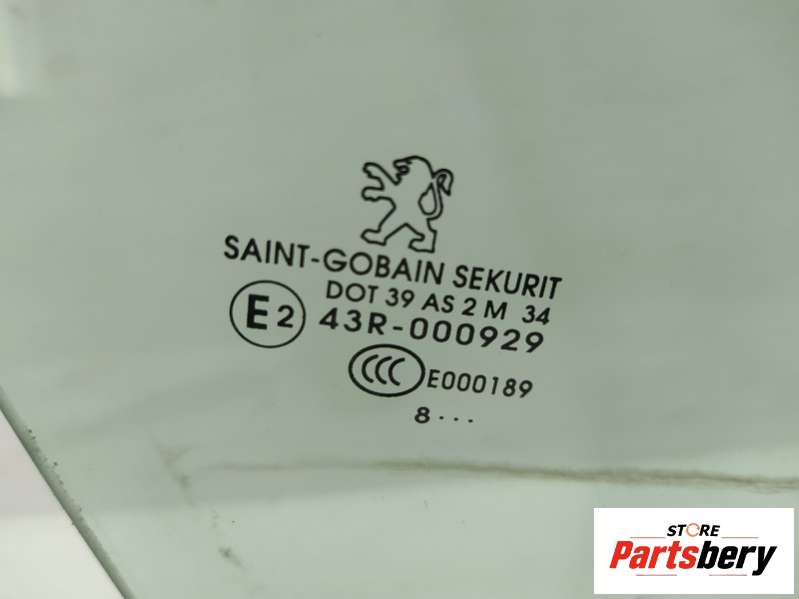 SAINT-GOBAIN SEKURIT
DOT 39 AS 2 M 34
E2 43R-000929
CCC E000189
8···
STORE
Partsbery